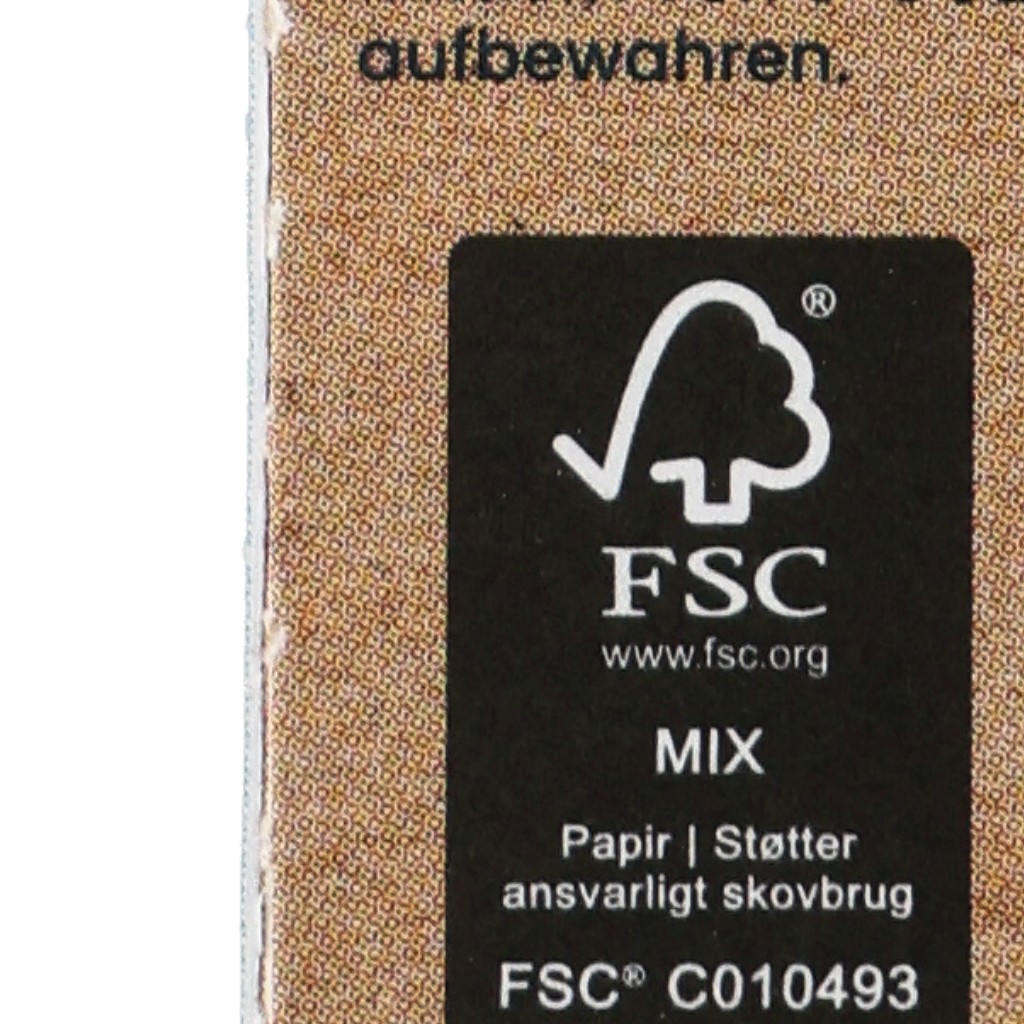 aufbewahren.
®
FSC
www.fsc.org
MIX
Papir | Støtter
ansvarligt skovbrug
FSC® C010493